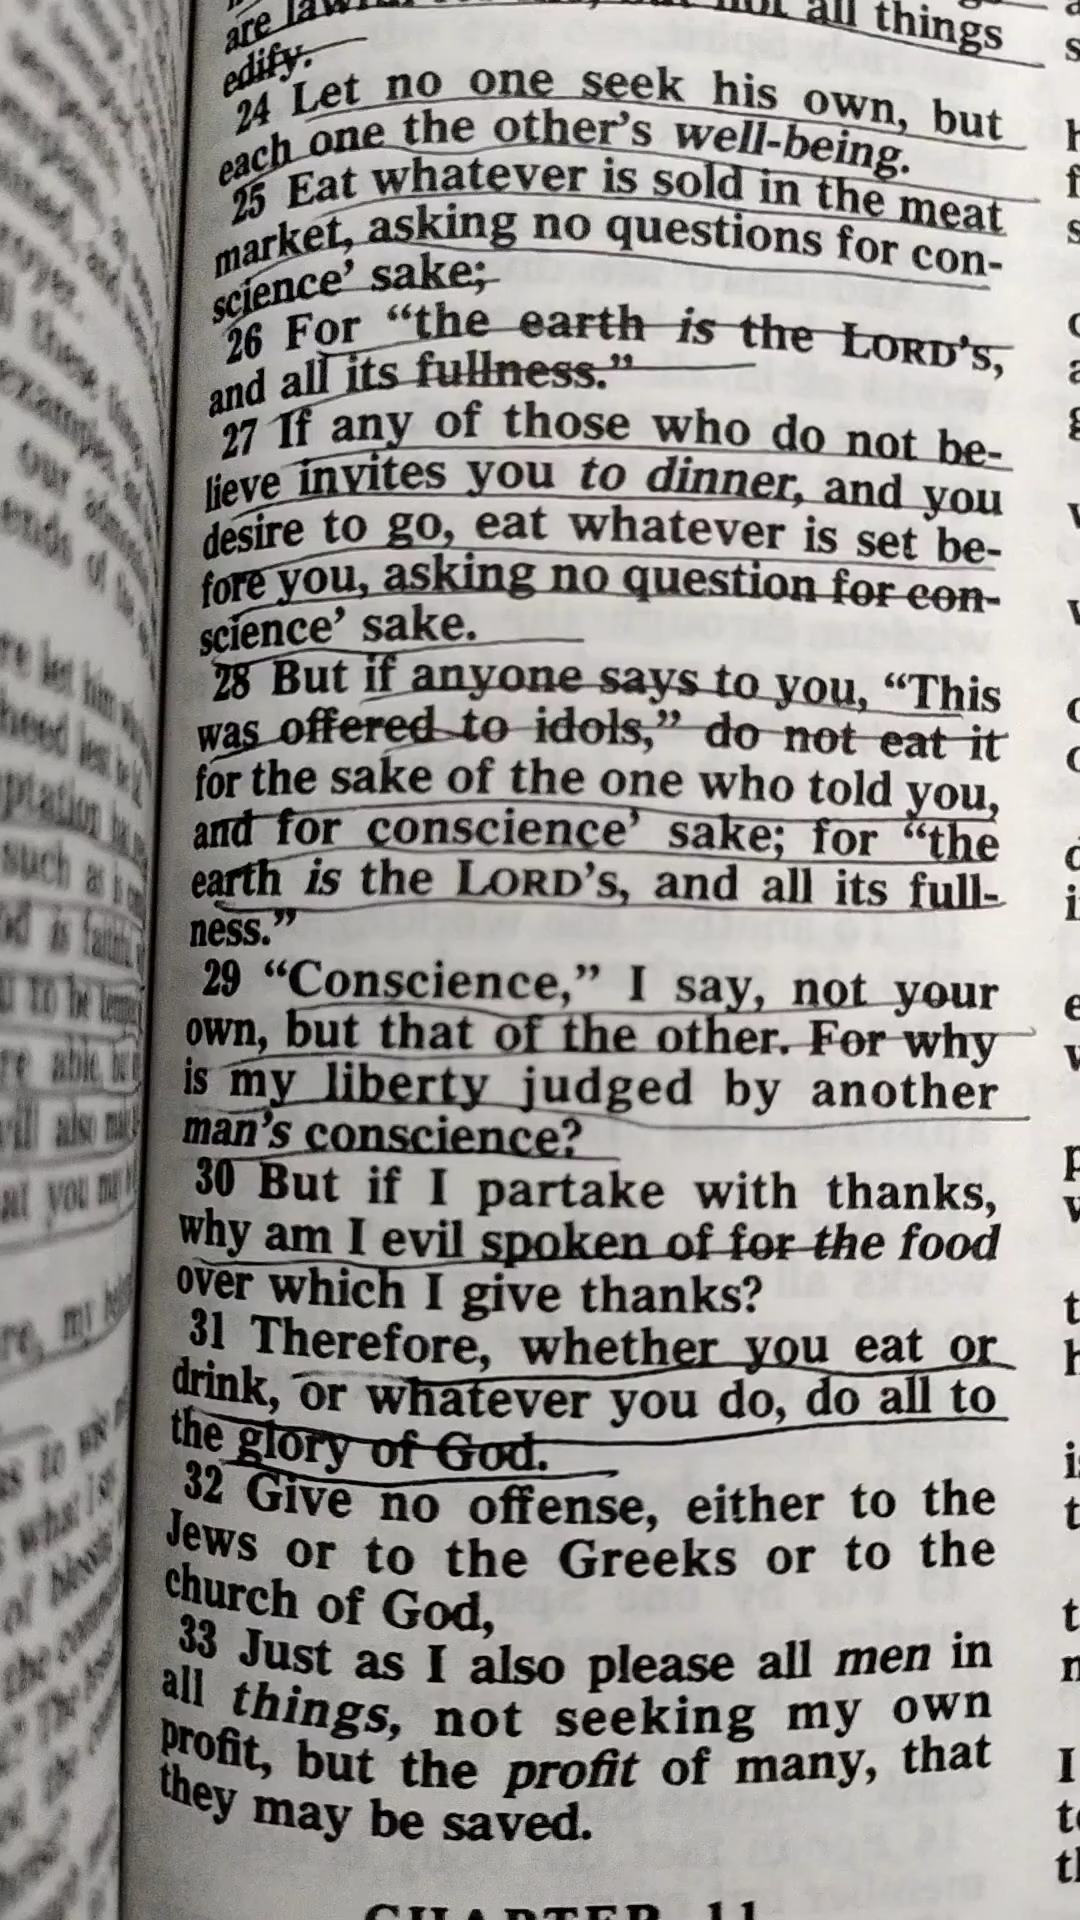 are all things
edify.
24 Let no one seek his own, but
each one the other's well-being.
25 Eat whatever is sold in the meat
market, asking no questions for con-
science' sake;
26 For “the earth is the LORD'S,
and all its fullness.”
27 If any of those who do not be-
lieve invites you to dinner, and you
desire to go, eat whatever is set be-
fore you, asking no question for con-
science' sake.
28 But if anyone says to you, “This
was offered to idols,” do not eat it
for the sake of the one who told you,
and for conscience' sake; for “the
earth is the LORD'S, and all its full-
ness.”
29 “Conscience,” I say, not your
own, but that of the other. For why
is my liberty judged by another
man's conscience?
30 But if I partake with thanks,
why am I evil spoken of for the food
over which I give thanks?
31 Therefore, whether you eat or
drink, or whatever you do, do all to
the glory of God.
32 Give no offense, either to the
Jews or to the Greeks or to the
church of God,
33 Just as I also please all men in
all things, not seeking my own
profit, but the profit of many, that
they may be saved.
CHAPTER 11